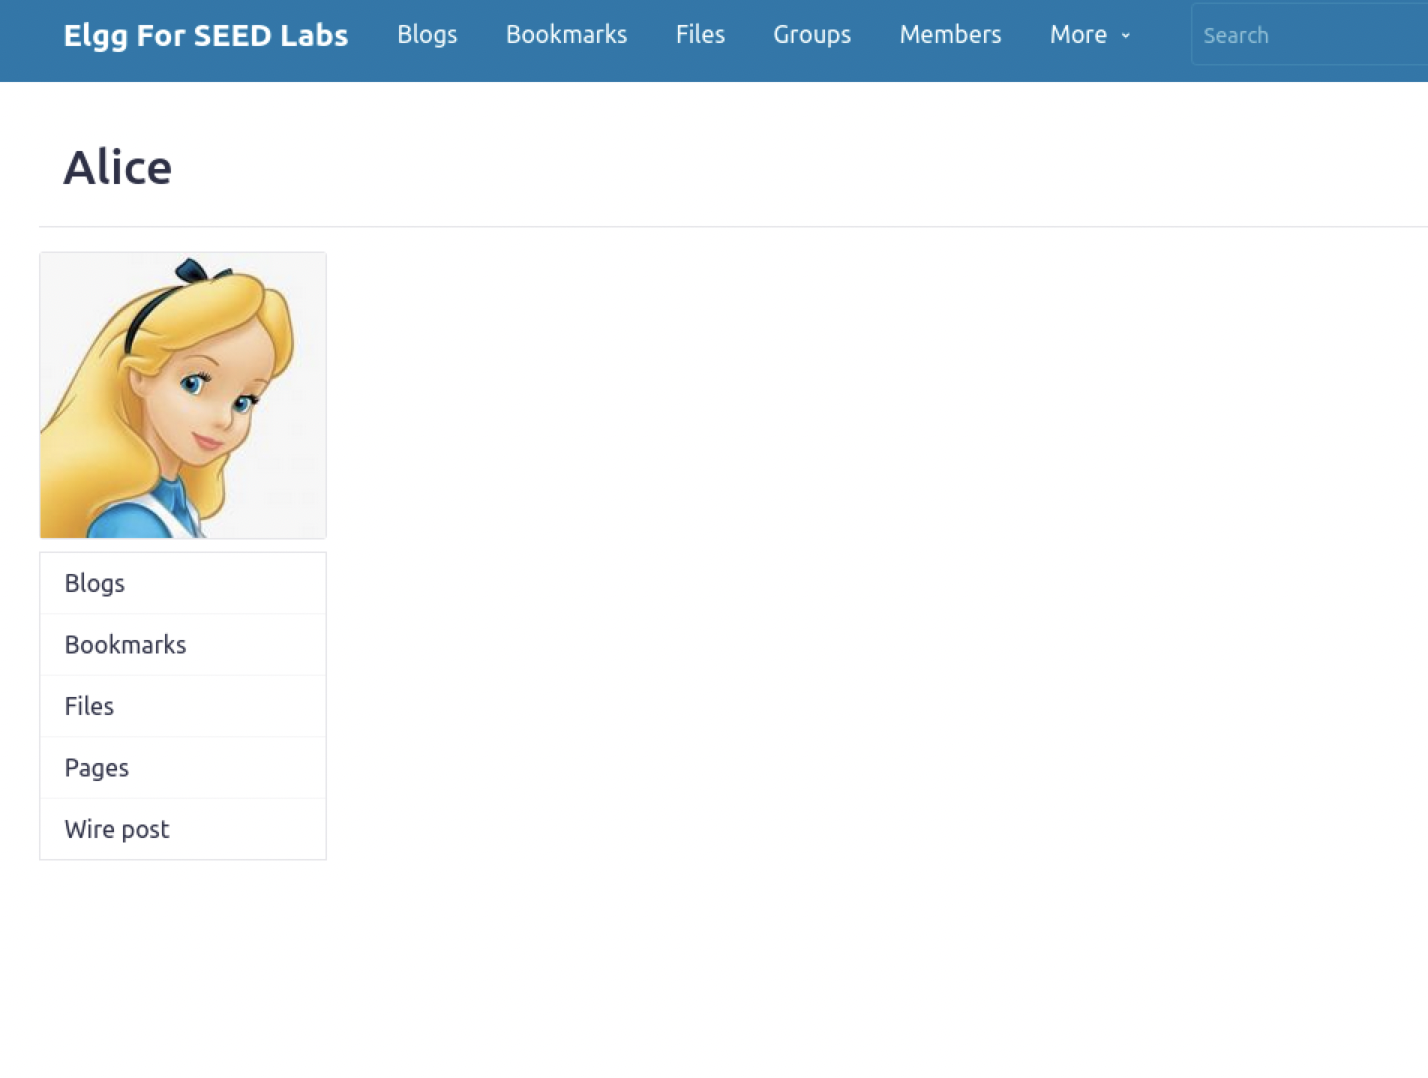 Elgg For SEED Labs Blogs Bookmarks Files Groups Members More Search
Alice
Blogs
Bookmarks
Files
Pages
Wire post